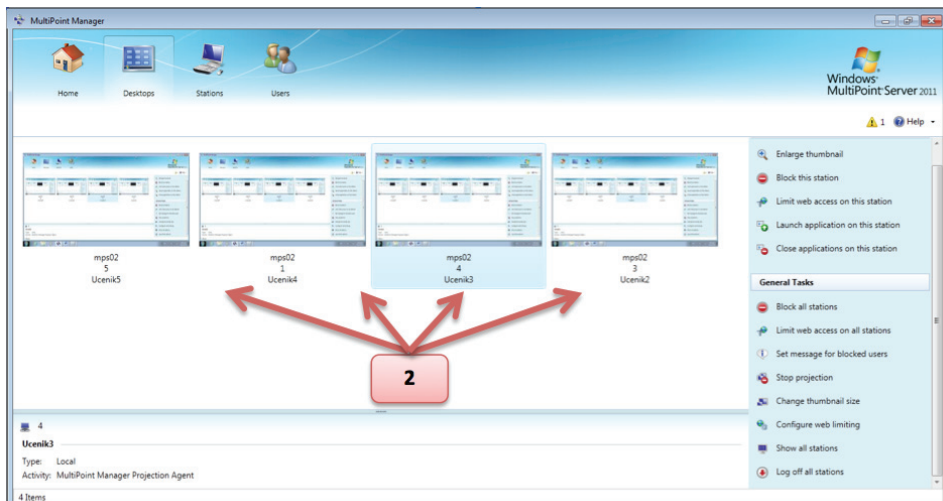 MultiPoint Manager
Home
Desktops
Stations
Users
Windows
MultiPoint Server 2011
1 Help
mps02
5
Ucenik5
mps02
1
Ucenik4
mps02
4
Ucenik3
mps02
3
Ucenik2
2
Enlarge thumbnail
Block this station
Limit web access on this station
Launch application on this station
Close applications on this station
General Tasks
Block all stations
Limit web access on all stations
Set message for blocked users
Stop projection
Change thumbnail size
Configure web limiting
Show all stations
Log off all stations
4
Ucenik3
Type: Local
Activity: MultiPoint Manager Projection Agent
4 Items